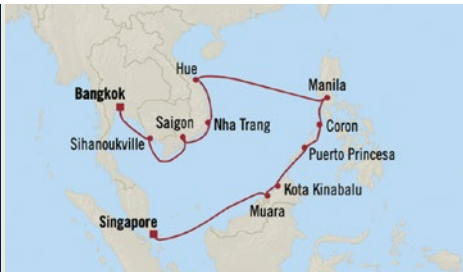 Hue
Manila
Bangkok
Saigon
Nha Trang
Coron
Sihanoukville
Puerto Princesa
Kota Kinabalu
Muara
Singapore